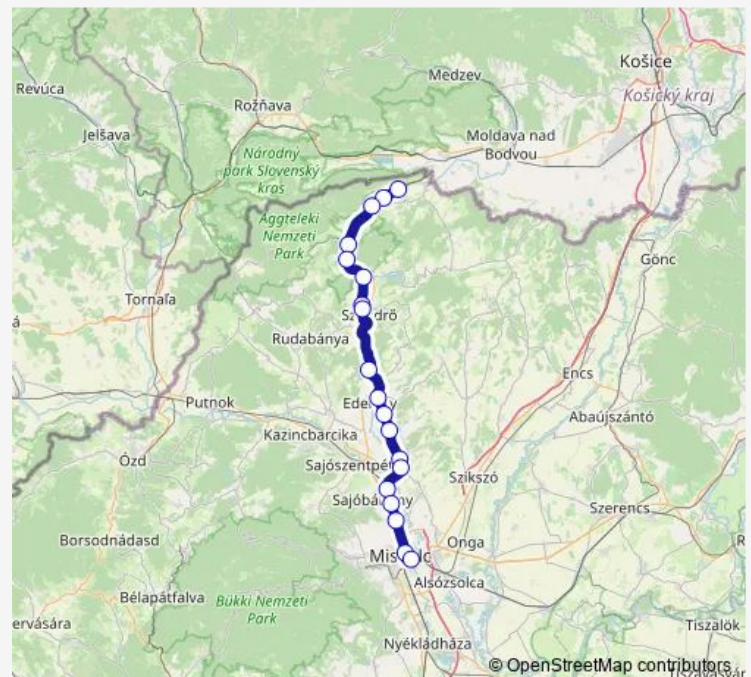 Košice
Medzev
Revúca
Košický kraj
Rožňava
Jelšava
Moldava nad
Bodvou
Národný
park Slovenský
kras
Aggteleki
Nemzeti
Park
Gönc
Tornaľa
Rudabánya
Encs
Putnok
Abaújszántó
Kazincbarcika
Ózd
Szikszó
Szerencs
Borsodnádasd
Onga
Alsózsolca
Bélapátfalva
Bükki Nemzeti
Park
Tiszalök
Nyékládháza
© OpenStreetMap contributors